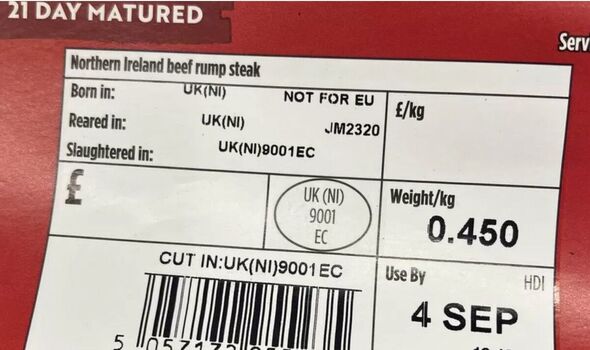 21 DAY MATURED
Serv
Northern Ireland beef rump steak
Born in: UK(NI) NOT FOR EU
Reared in: UK(NI) JM2320
Slaughtered in: UK(NI)9001EC
£/kg
£
UK (NI)
9001
EC
Weight/kg
0.450
CUT IN:UK(NI)9001EC
Use By HDI
4 SEP